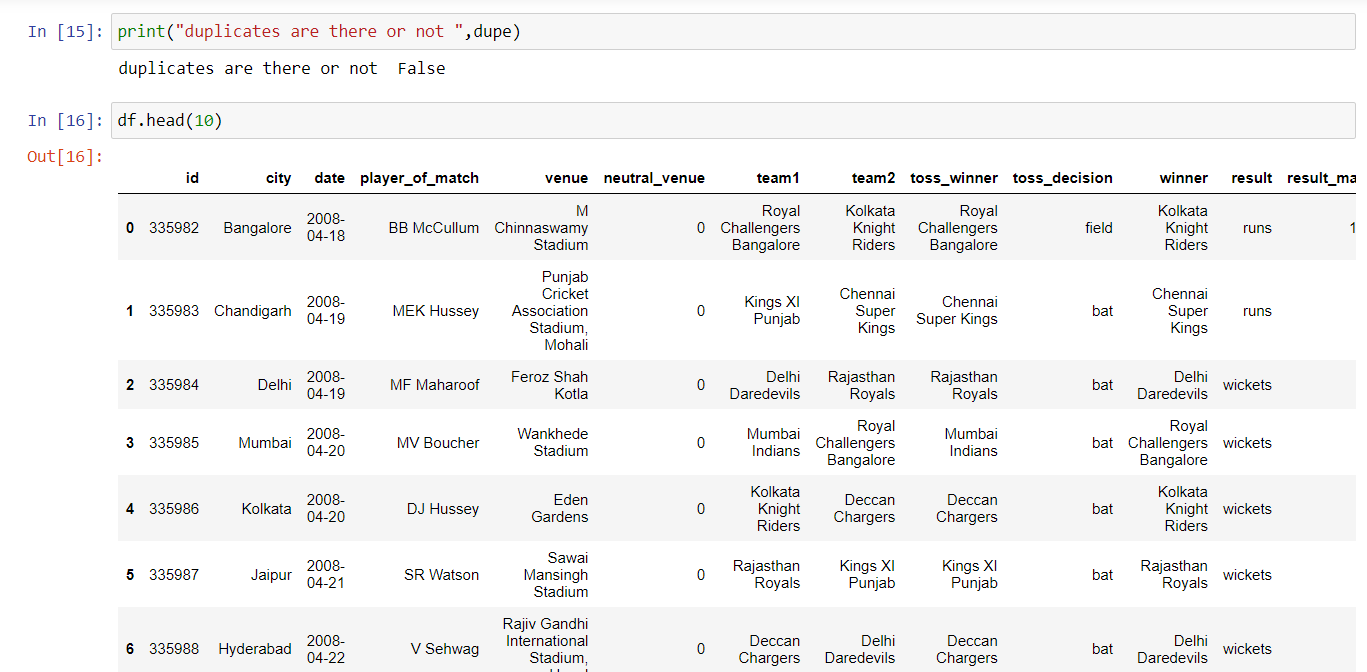 In [15]: print("duplicates are there or not ",dupe)
duplicates are there or not  False
In [16]: df.head(10)
Out[16]:
id city date player_of_match venue neutral_venue team1 team2 toss_winner toss_decision winner result result_ma
0 335982 Bangalore 2008-04-18 BB McCullum M Chinnaswamy Stadium 0 Royal Challengers Bangalore Kolkata Knight Riders Royal Challengers Bangalore field Kolkata Knight Riders runs 1
1 335983 Chandigarh 2008-04-19 MEK Hussey Punjab Cricket Association Stadium, Mohali 0 Kings XI Punjab Chennai Super Kings Chennai Super Kings bat Chennai Super Kings runs
2 335984 Delhi 2008-04-19 MF Maharoof Feroz Shah Kotla 0 Delhi Daredevils Rajasthan Royals Rajasthan Royals bat Delhi Daredevils wickets
3 335985 Mumbai 2008-04-20 MV Boucher Wankhede Stadium 0 Mumbai Indians Royal Challengers Bangalore Mumbai Indians bat Royal Challengers Bangalore wickets
4 335986 Kolkata 2008-04-20 DJ Hussey Eden Gardens 0 Kolkata Knight Riders Deccan Chargers Deccan Chargers bat Kolkata Knight Riders wickets
5 335987 Jaipur 2008-04-21 SR Watson Sawai Mansingh Stadium 0 Rajasthan Royals Kings XI Punjab Kings XI Punjab bat Rajasthan Royals wickets
6 335988 Hyderabad 2008-04-22 V Sehwag Rajiv Gandhi International Stadium, 0 Deccan Chargers Delhi Daredevils Deccan Chargers bat Delhi Daredevils wickets